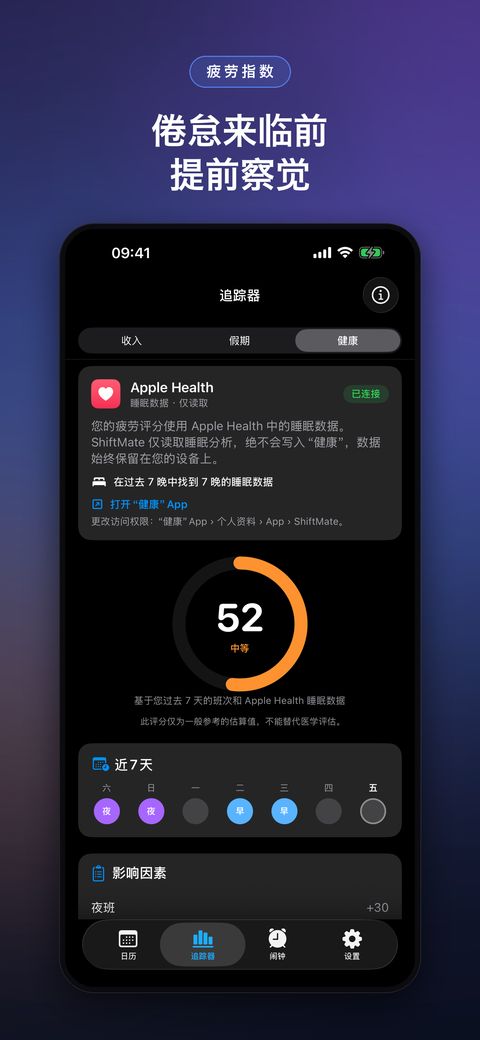 疲劳指数
倦怠来临前
提前察觉
09:41
追踪器
收入 假期 健康
Apple Health
睡眠数据 · 仅读取
已连接
您的疲劳评分使用 Apple Health 中的睡眠数据。
ShiftMate 仅读取睡眠分析，绝不会写入“健康”，数据
始终保留在您的设备上。
在过去 7 晚中找到 7 晚的睡眠数据
打开“健康”App
更改访问权限：“健康”App › 个人资料 › App › ShiftMate。
52
中等
基于您过去 7 天的班次和 Apple Health 睡眠数据
此评分仅为一般参考的估算值，不能替代医学评估。
近7天
六 日 一 二 三 四 五
夜 夜 早 早
影响因素
夜班 +30
日历 追踪器 闹钟 设置